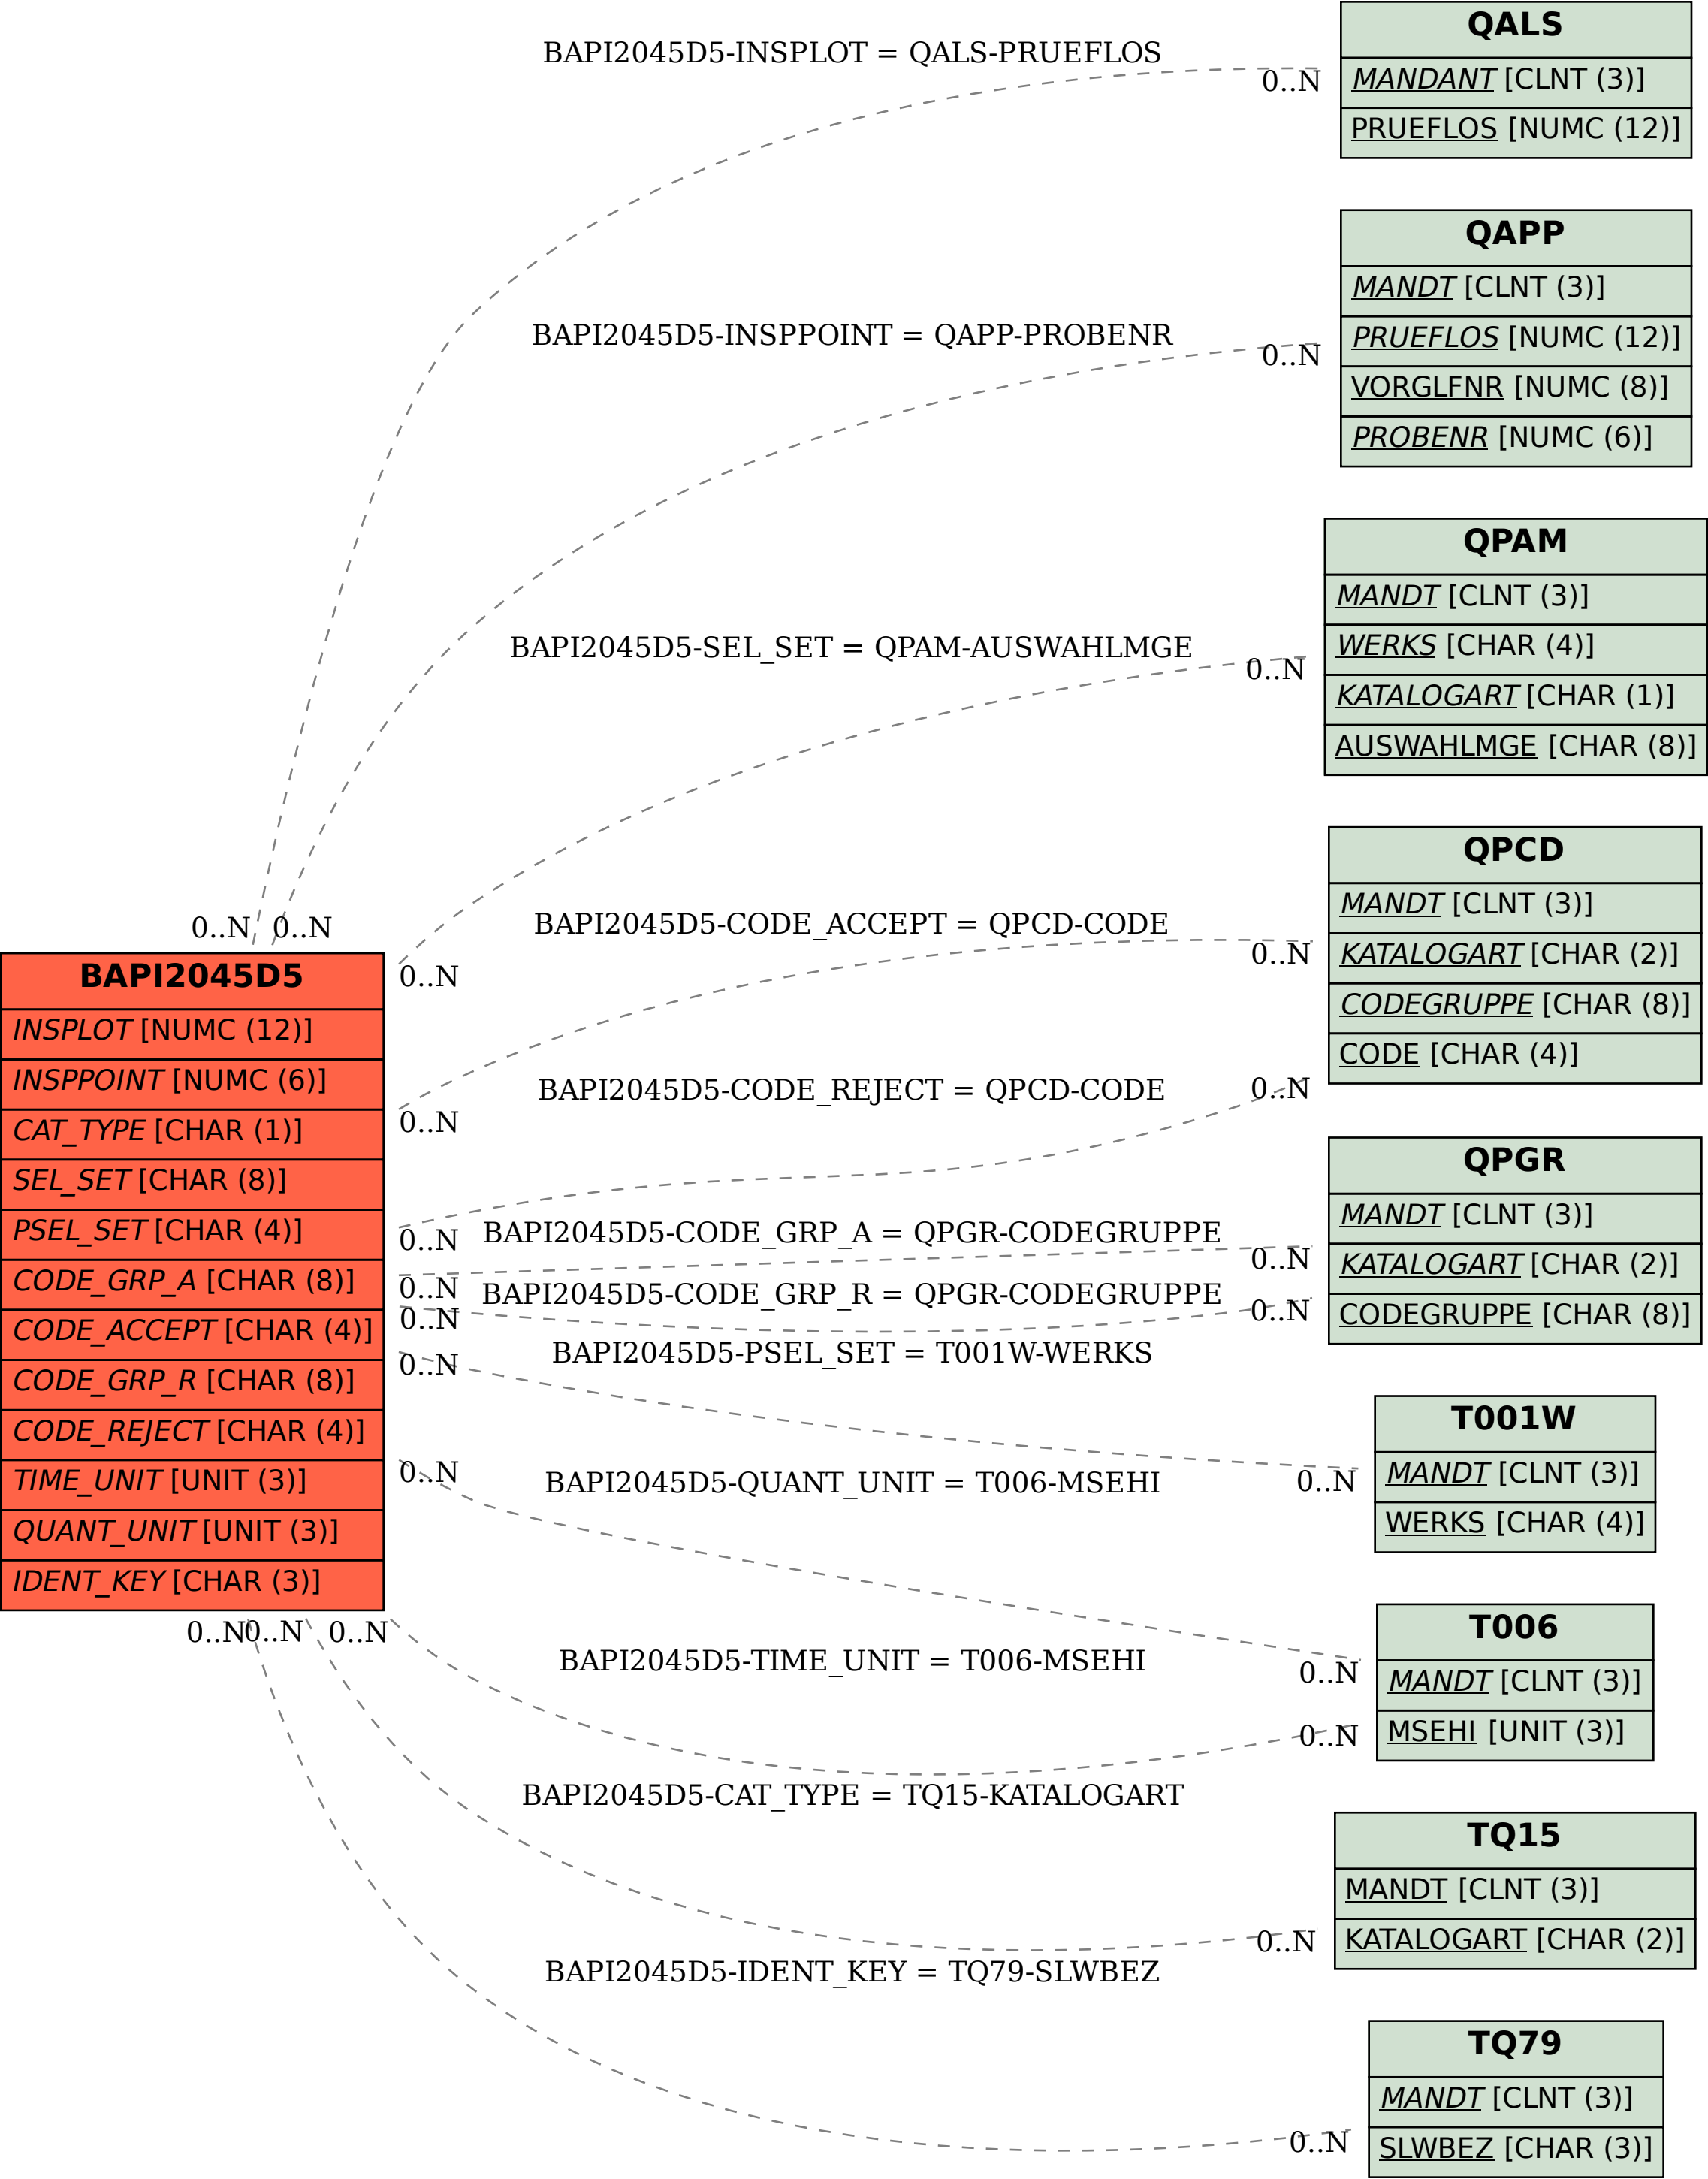 QALS
MANDANT [CLNT (3)]
PRUEFLOS [NUMC (12)]
BAPI2045D5-INSPLOT = QALS-PRUEFLOS
0..N
QAPP
MANDT [CLNT (3)]
PRUEFLOS [NUMC (12)]
VORGLFNR [NUMC (8)]
PROBENR [NUMC (6)]
BAPI2045D5-INSPPOINT = QAPP-PROBENR
0..N
QPAM
MANDT [CLNT (3)]
WERKS [CHAR (4)]
KATALOGART [CHAR (1)]
AUSWAHLMGE [CHAR (8)]
BAPI2045D5-SEL_SET = QPAM-AUSWAHLMGE
0..N
QPCD
MANDT [CLNT (3)]
KATALOGART [CHAR (2)]
CODEGRUPPE [CHAR (8)]
CODE [CHAR (4)]
BAPI2045D5-CODE_ACCEPT = QPCD-CODE
0..N
BAPI2045D5-CODE_REJECT = QPCD-CODE
0..N
0..N 0..N
BAPI2045D5
INSPLOT [NUMC (12)]
INSPPOINT [NUMC (6)]
CAT_TYPE [CHAR (1)]
SEL_SET [CHAR (8)]
PSEL_SET [CHAR (4)]
CODE_GRP_A [CHAR (8)]
CODE_ACCEPT [CHAR (4)]
CODE_GRP_R [CHAR (8)]
CODE_REJECT [CHAR (4)]
TIME_UNIT [UNIT (3)]
QUANT_UNIT [UNIT (3)]
IDENT_KEY [CHAR (3)]
0..N
0..N
0..N
0..N
0..N
0..N
0..N
0..N 0..N 0..N
QPGR
MANDT [CLNT (3)]
KATALOGART [CHAR (2)]
CODEGRUPPE [CHAR (8)]
BAPI2045D5-CODE_GRP_A = QPGR-CODEGRUPPE
0..N
BAPI2045D5-CODE_GRP_R = QPGR-CODEGRUPPE
0..N
BAPI2045D5-PSEL_SET = T001W-WERKS
0..N
T001W
MANDT [CLNT (3)]
WERKS [CHAR (4)]
BAPI2045D5-QUANT_UNIT = T006-MSEHI
0..N
T006
MANDT [CLNT (3)]
MSEHI [UNIT (3)]
BAPI2045D5-TIME_UNIT = T006-MSEHI
0..N
BAPI2045D5-CAT_TYPE = TQ15-KATALOGART
0..N
TQ15
MANDT [CLNT (3)]
KATALOGART [CHAR (2)]
BAPI2045D5-IDENT_KEY = TQ79-SLWBEZ
0..N
TQ79
MANDT [CLNT (3)]
SLWBEZ [CHAR (3)]